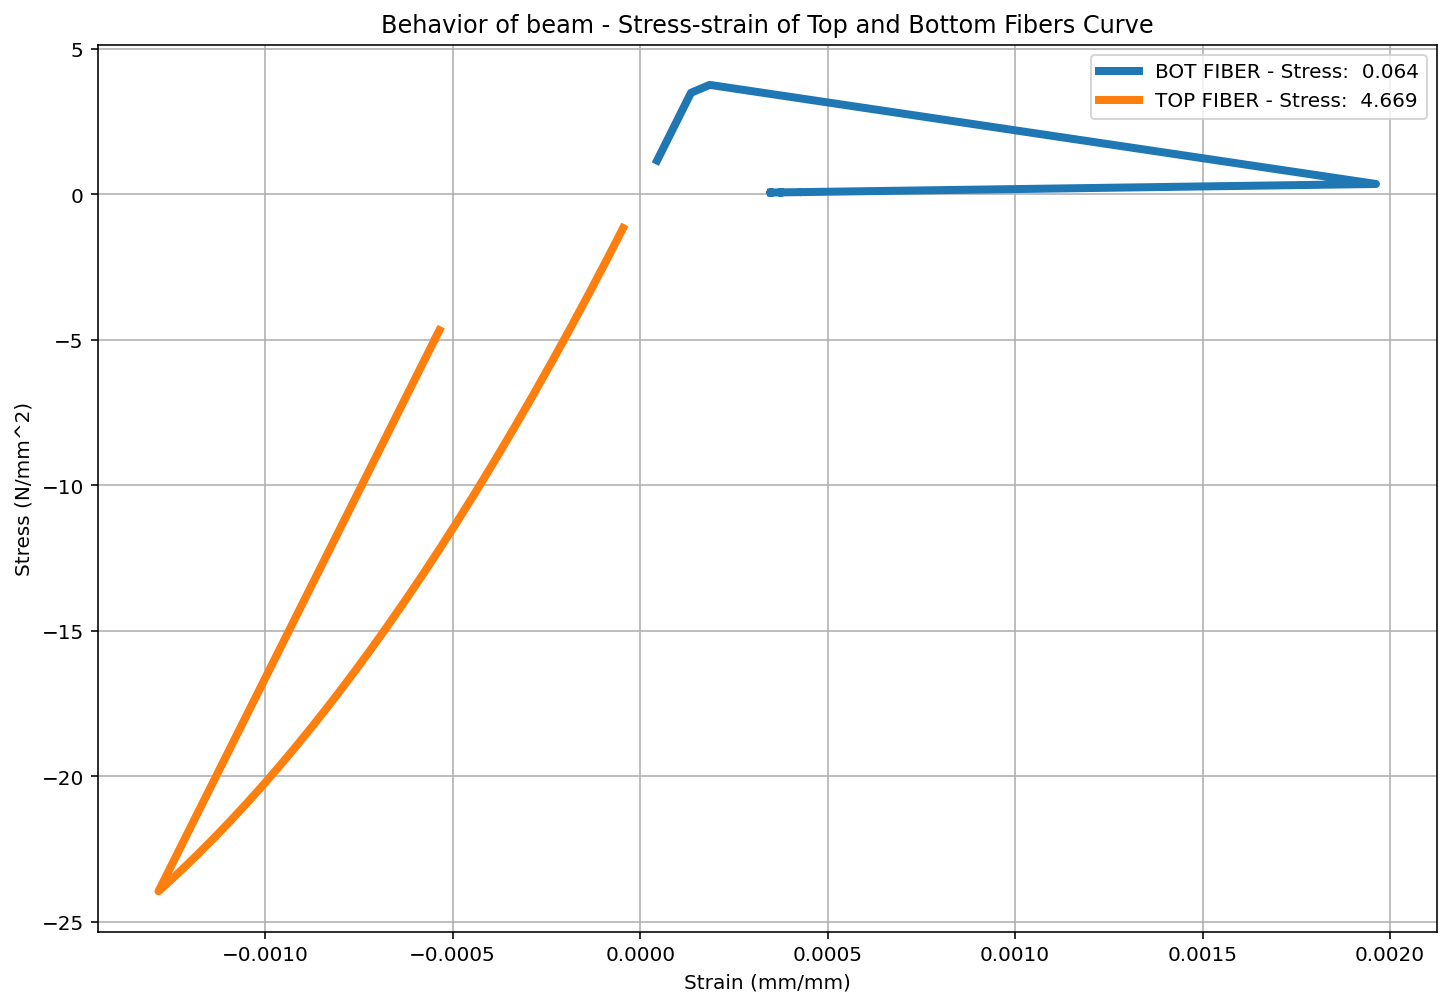 Behavior of beam - Stress-strain of Top and Bottom Fibers Curve
BOT FIBER - Stress:  0.064
TOP FIBER - Stress:  4.669
Stress (N/mm^2)
5
0
−5
−10
−15
−20
−25
−0.0010
−0.0005
0.0000
0.0005
0.0010
0.0015
0.0020
Strain (mm/mm)